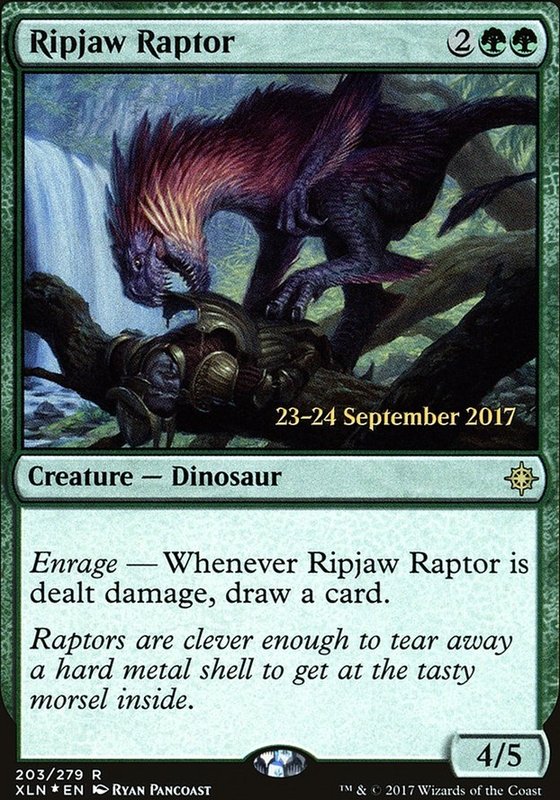 Ripjaw Raptor 2
23–24 September 2017
Creature — Dinosaur
Enrage — Whenever Ripjaw Raptor is
dealt damage, draw a card.
Raptors are clever enough to tear away
a hard metal shell to get at the tasty
morsel inside.
4/5
203/279 R
XLN★EN Ryan Pancoast
™ & © 2017 Wizards of the Coast